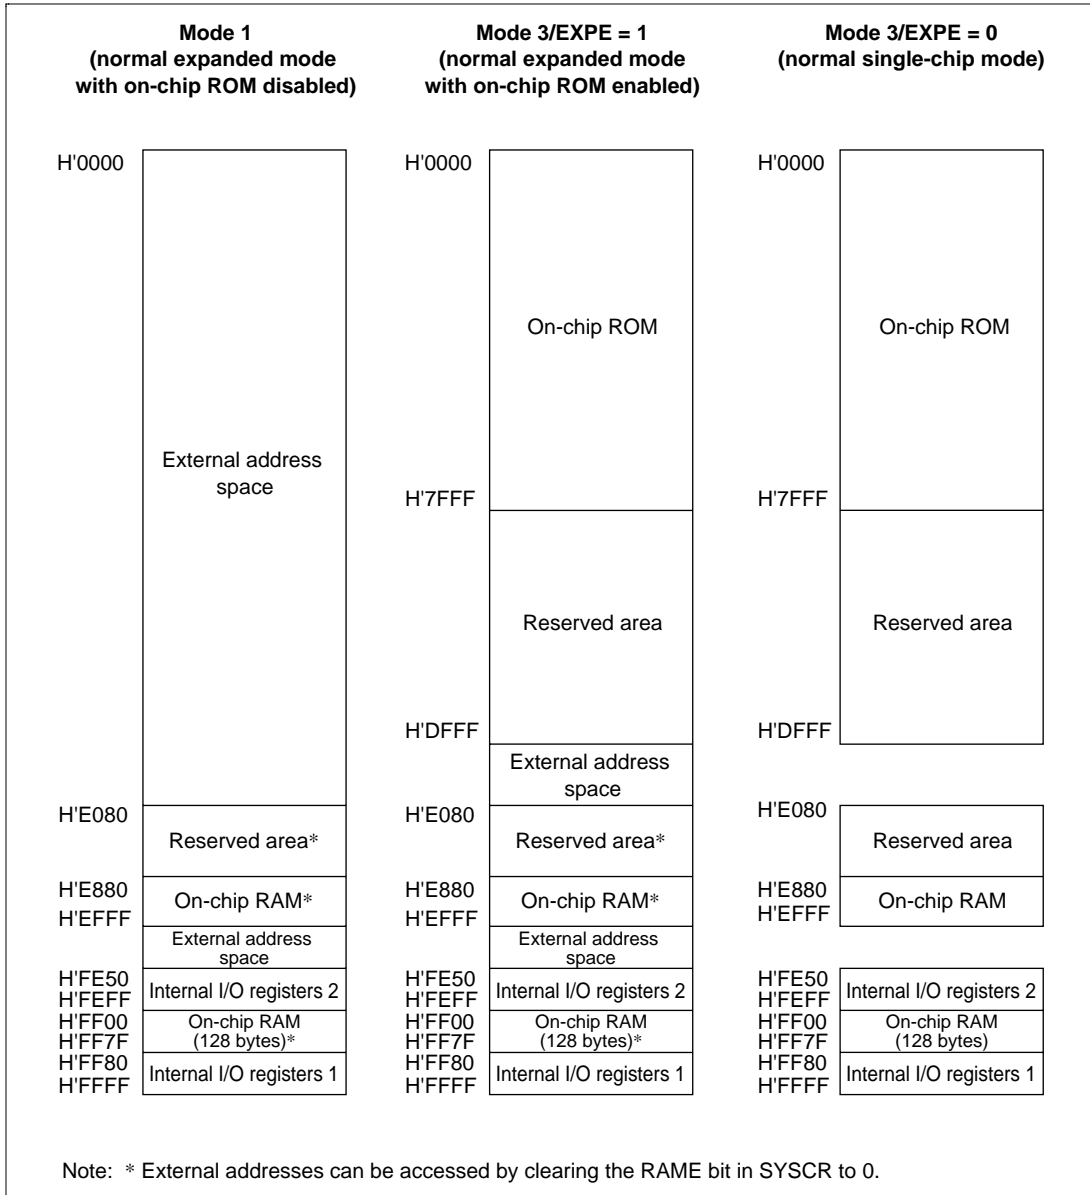 Mode 1
(normal expanded mode
with on-chip ROM disabled)
H'0000
External address
space
H'E080
Reserved area*
H'E880
On-chip RAM*
H'EFFF
External address
space
H'FE50
Internal I/O registers 2
H'FEFF
H'FF00
On-chip RAM
(128 bytes)*
H'FF7F
H'FF80
Internal I/O registers 1
H'FFFF
Mode 3/EXPE = 1
(normal expanded mode
with on-chip ROM enabled)
H'0000
On-chip ROM
H'7FFF
Reserved area
H'DFFF
External address
space
H'E080
Reserved area*
H'E880
On-chip RAM*
H'EFFF
External address
space
H'FE50
Internal I/O registers 2
H'FEFF
H'FF00
On-chip RAM
(128 bytes)*
H'FF7F
H'FF80
Internal I/O registers 1
H'FFFF
Mode 3/EXPE = 0
(normal single-chip mode)
H'0000
On-chip ROM
H'7FFF
Reserved area
H'DFFF
H'E080
Reserved area
H'E880
On-chip RAM
H'EFFF
H'FE50
Internal I/O registers 2
H'FEFF
H'FF00
On-chip RAM
(128 bytes)
H'FF7F
H'FF80
Internal I/O registers 1
H'FFFF
Note: * External addresses can be accessed by clearing the RAME bit in SYSCR to 0.